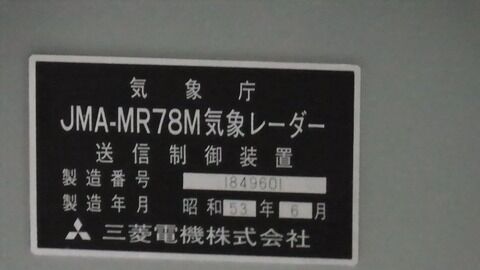 気象庁
JMA-MR78M気象レーダー
送信制御装置
製造番号 1849601
製造年月 昭和53年6月
三菱電機株式会社